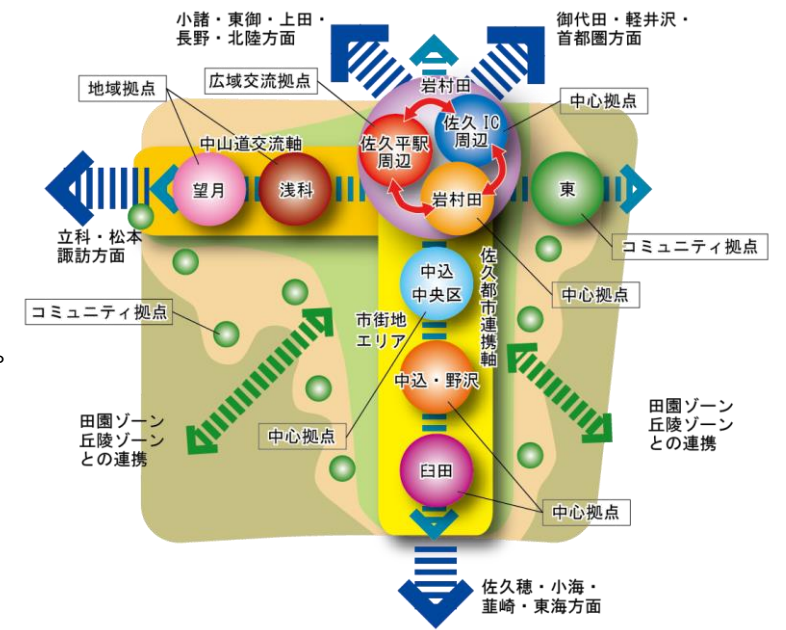 小諸・東御・上田・
長野・北陸方面
御代田・軽井沢・
首都圏方面
地域拠点
広域交流拠点
岩村田
中心拠点
佐久 IC
周辺
佐久平駅
周辺
中山道交流軸
望月
浅科
岩村田
東
立科・松本
諏訪方面
コミュニティ拠点
佐久都市連携軸
中込
中央区
中心拠点
コミュニティ拠点
市街地
エリア
。
中込・野沢
田園ゾーン
丘陵ゾーン
との連携
田園ゾーン
丘陵ゾーン
との連携
中心拠点
臼田
中心拠点
佐久穂・小海・
韮崎・東海方面